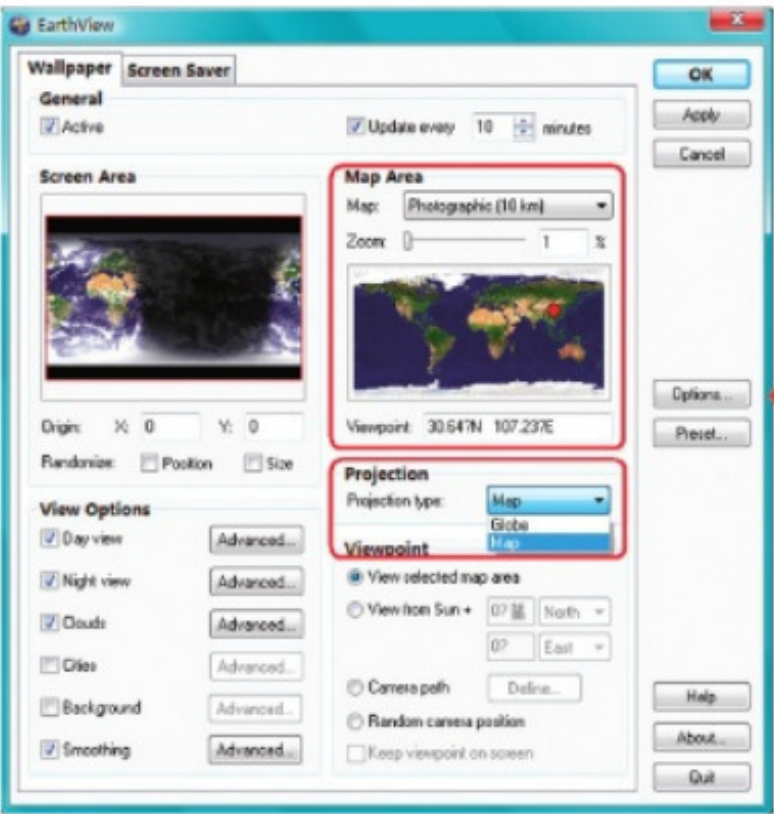 EarthView
Wallpaper
Screen Saver
OK
Apply
Cancel
General
Active
Update every 10 minutes
Screen Area
Map Area
Map: Photographic (10 km)
Zoom: 1 %
Origin: X: 0 Y: 0
Viewpoint: 30.647N 107.237E
Options...
Preset...
Randomize: Position Size
Projection
Projection type: Map
Globe
Map
View Options
Day view Advanced...
Night view Advanced...
Clouds Advanced...
Cities Advanced...
Background Advanced...
Smoothing Advanced...
Viewpoint
View selected map area
View from Sun + 0? North
0? East
Camera path Define...
Random camera position
Keep viewpoint on screen
Help
About...
Quit